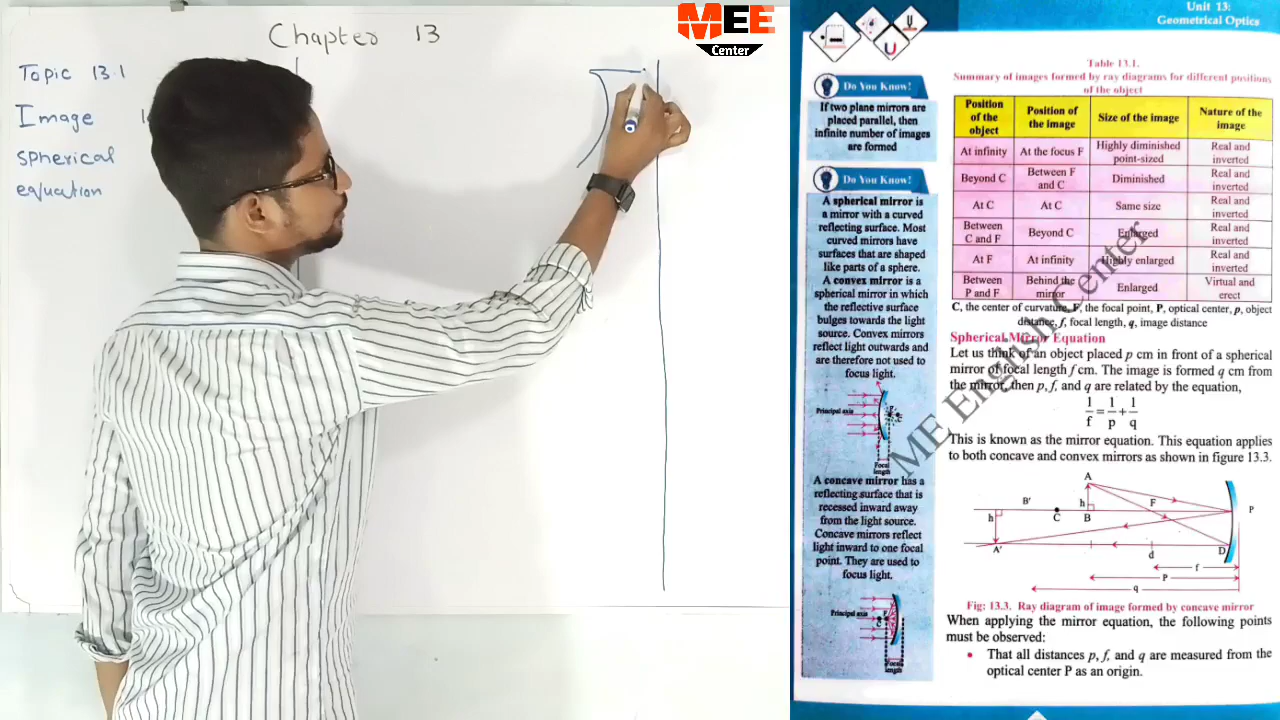 Chapter 13
Topic 13.1
Image
spherical
equation
MEE
Center
Unit 13:
Geometrical Optics
Do You Know!
If two plane mirrors are
placed parallel, then
infinite number of images
are formed
Do You Know!
A spherical mirror is
a mirror with a curved
reflecting surface. Most
curved mirrors have
surfaces that are shaped
like parts of a sphere.
A convex mirror is a
spherical mirror in which
the reflective surface
bulges towards the light
source. Convex mirrors
reflect light outwards and
are therefore not used to
focus light.
Principal axis
F
Focal
length
A concave mirror has a
reflecting surface that is
recessed inward away
from the light source.
Concave mirrors reflect
light inward to one focal
point. They are used to
focus light.
Principal axis
F
C
Focal
length
Table 13.1.
Summary of images formed by ray diagrams for different positions
of the object
Position of the object Position of the image Size of the image Nature of the image
At infinity At the focus F Highly diminished point-sized Real and inverted
Beyond C Between F and C Diminished Real and inverted
At C At C Same size Real and inverted
Between C and F Beyond C Enlarged Real and inverted
At F At infinity Highly enlarged Real and inverted
Between P and F Behind the mirror Enlarged Virtual and erect
C, the center of curvature, F, the focal point, P, optical center, p, object
distance, f, focal length, q, image distance
Spherical Mirror Equation
Let us think of an object placed p cm in front of a spherical
mirror of focal length f cm. The image is formed q cm from
the mirror, then p, f, and q are related by the equation,
1/f = 1/p + 1/q
This is known as the mirror equation. This equation applies
to both concave and convex mirrors as shown in figure 13.3.
A
B' h F P
h C B
A' d D
f
P
q
Fig: 13.3. Ray diagram of image formed by concave mirror
When applying the mirror equation, the following points
must be observed:
• That all distances p, f, and q are measured from the
optical center P as an origin.
ME English Center